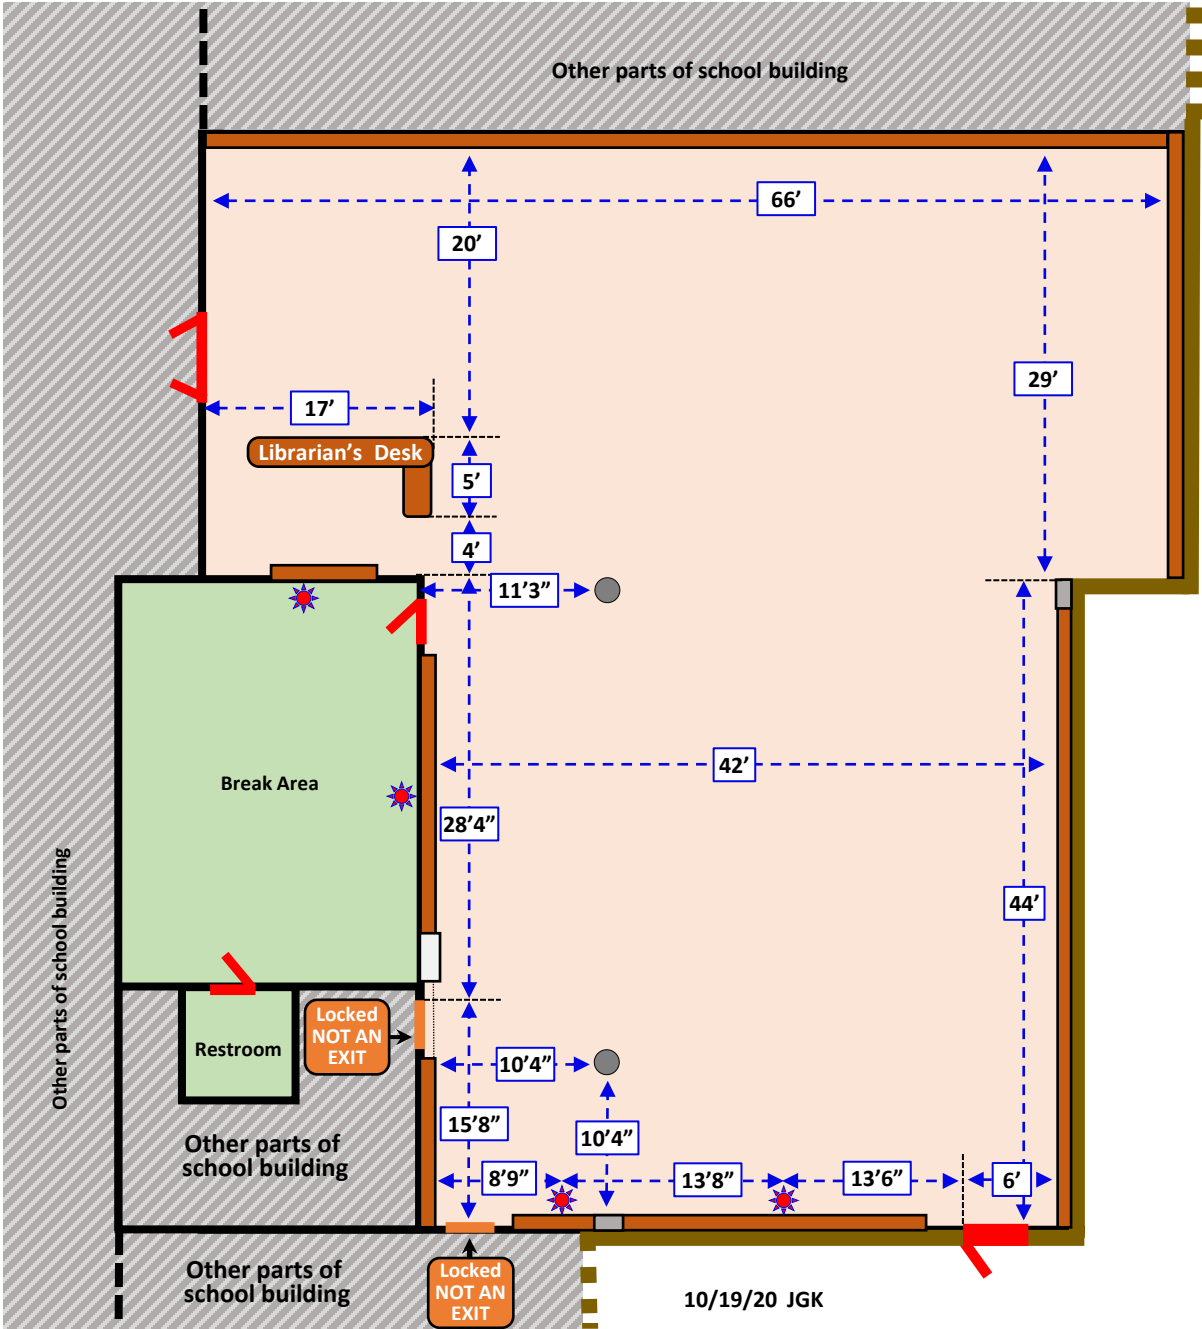 Other parts of school building
66’
20’
29’
17’
Librarian’s Desk
5’
4’
11’3”
Break Area
42’
28’4”
44’
Other parts of school building
Locked
NOT AN
EXIT
Restroom
10’4”
15’8”
10’4”
Other parts of
school building
8’9”
13’8”
13’6”
6’
Other parts of
school building
Locked
NOT AN
EXIT
10/19/20 JGK